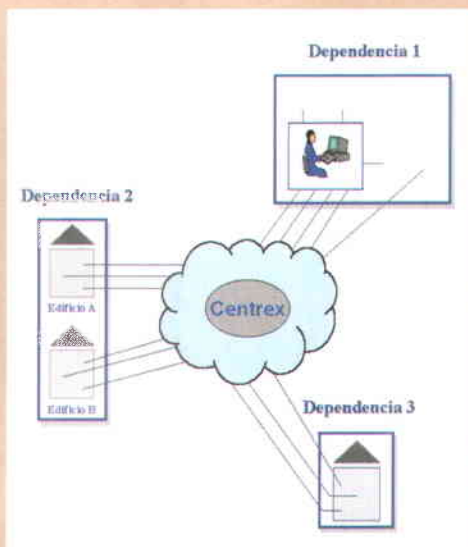 Dependencia 1
Dependencia 2
Edificio A
Centrex
Edificio B
Dependencia 3